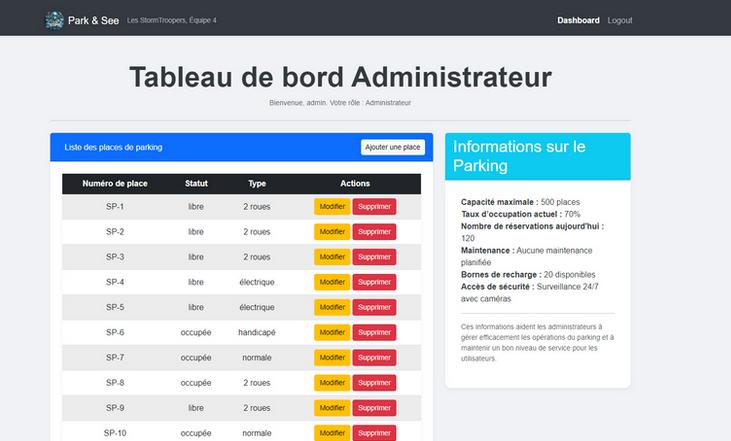 Park & See Les StormTroopers, Équipe 4 Dashboard Logout
Tableau de bord Administrateur
Bienvenue, admin. Votre rôle : Administrateur
Liste des places de parking Ajouter une place
Numéro de place Statut Type Actions
SP-1 libre 2 roues Modifier Supprimer
SP-2 libre 2 roues Modifier Supprimer
SP-3 libre 2 roues Modifier Supprimer
SP-4 libre électrique Modifier Supprimer
SP-5 libre électrique Modifier Supprimer
SP-6 occupée handicapé Modifier Supprimer
SP-7 occupée normale Modifier Supprimer
SP-8 occupée 2 roues Modifier Supprimer
SP-9 libre 2 roues Modifier Supprimer
SP-10 occupée normale Modifier Supprimer
Informations sur le
Parking
Capacité maximale : 500 places
Taux d'occupation actuel : 70%
Nombre de réservations aujourd'hui :
120
Maintenance : Aucune maintenance
planifiée
Bornes de recharge : 20 disponibles
Accès de sécurité : Surveillance 24/7
avec caméras
Ces informations aident les administrateurs à
gérer efficacement les opérations du parking et à
maintenir un bon niveau de service pour les
utilisateurs.